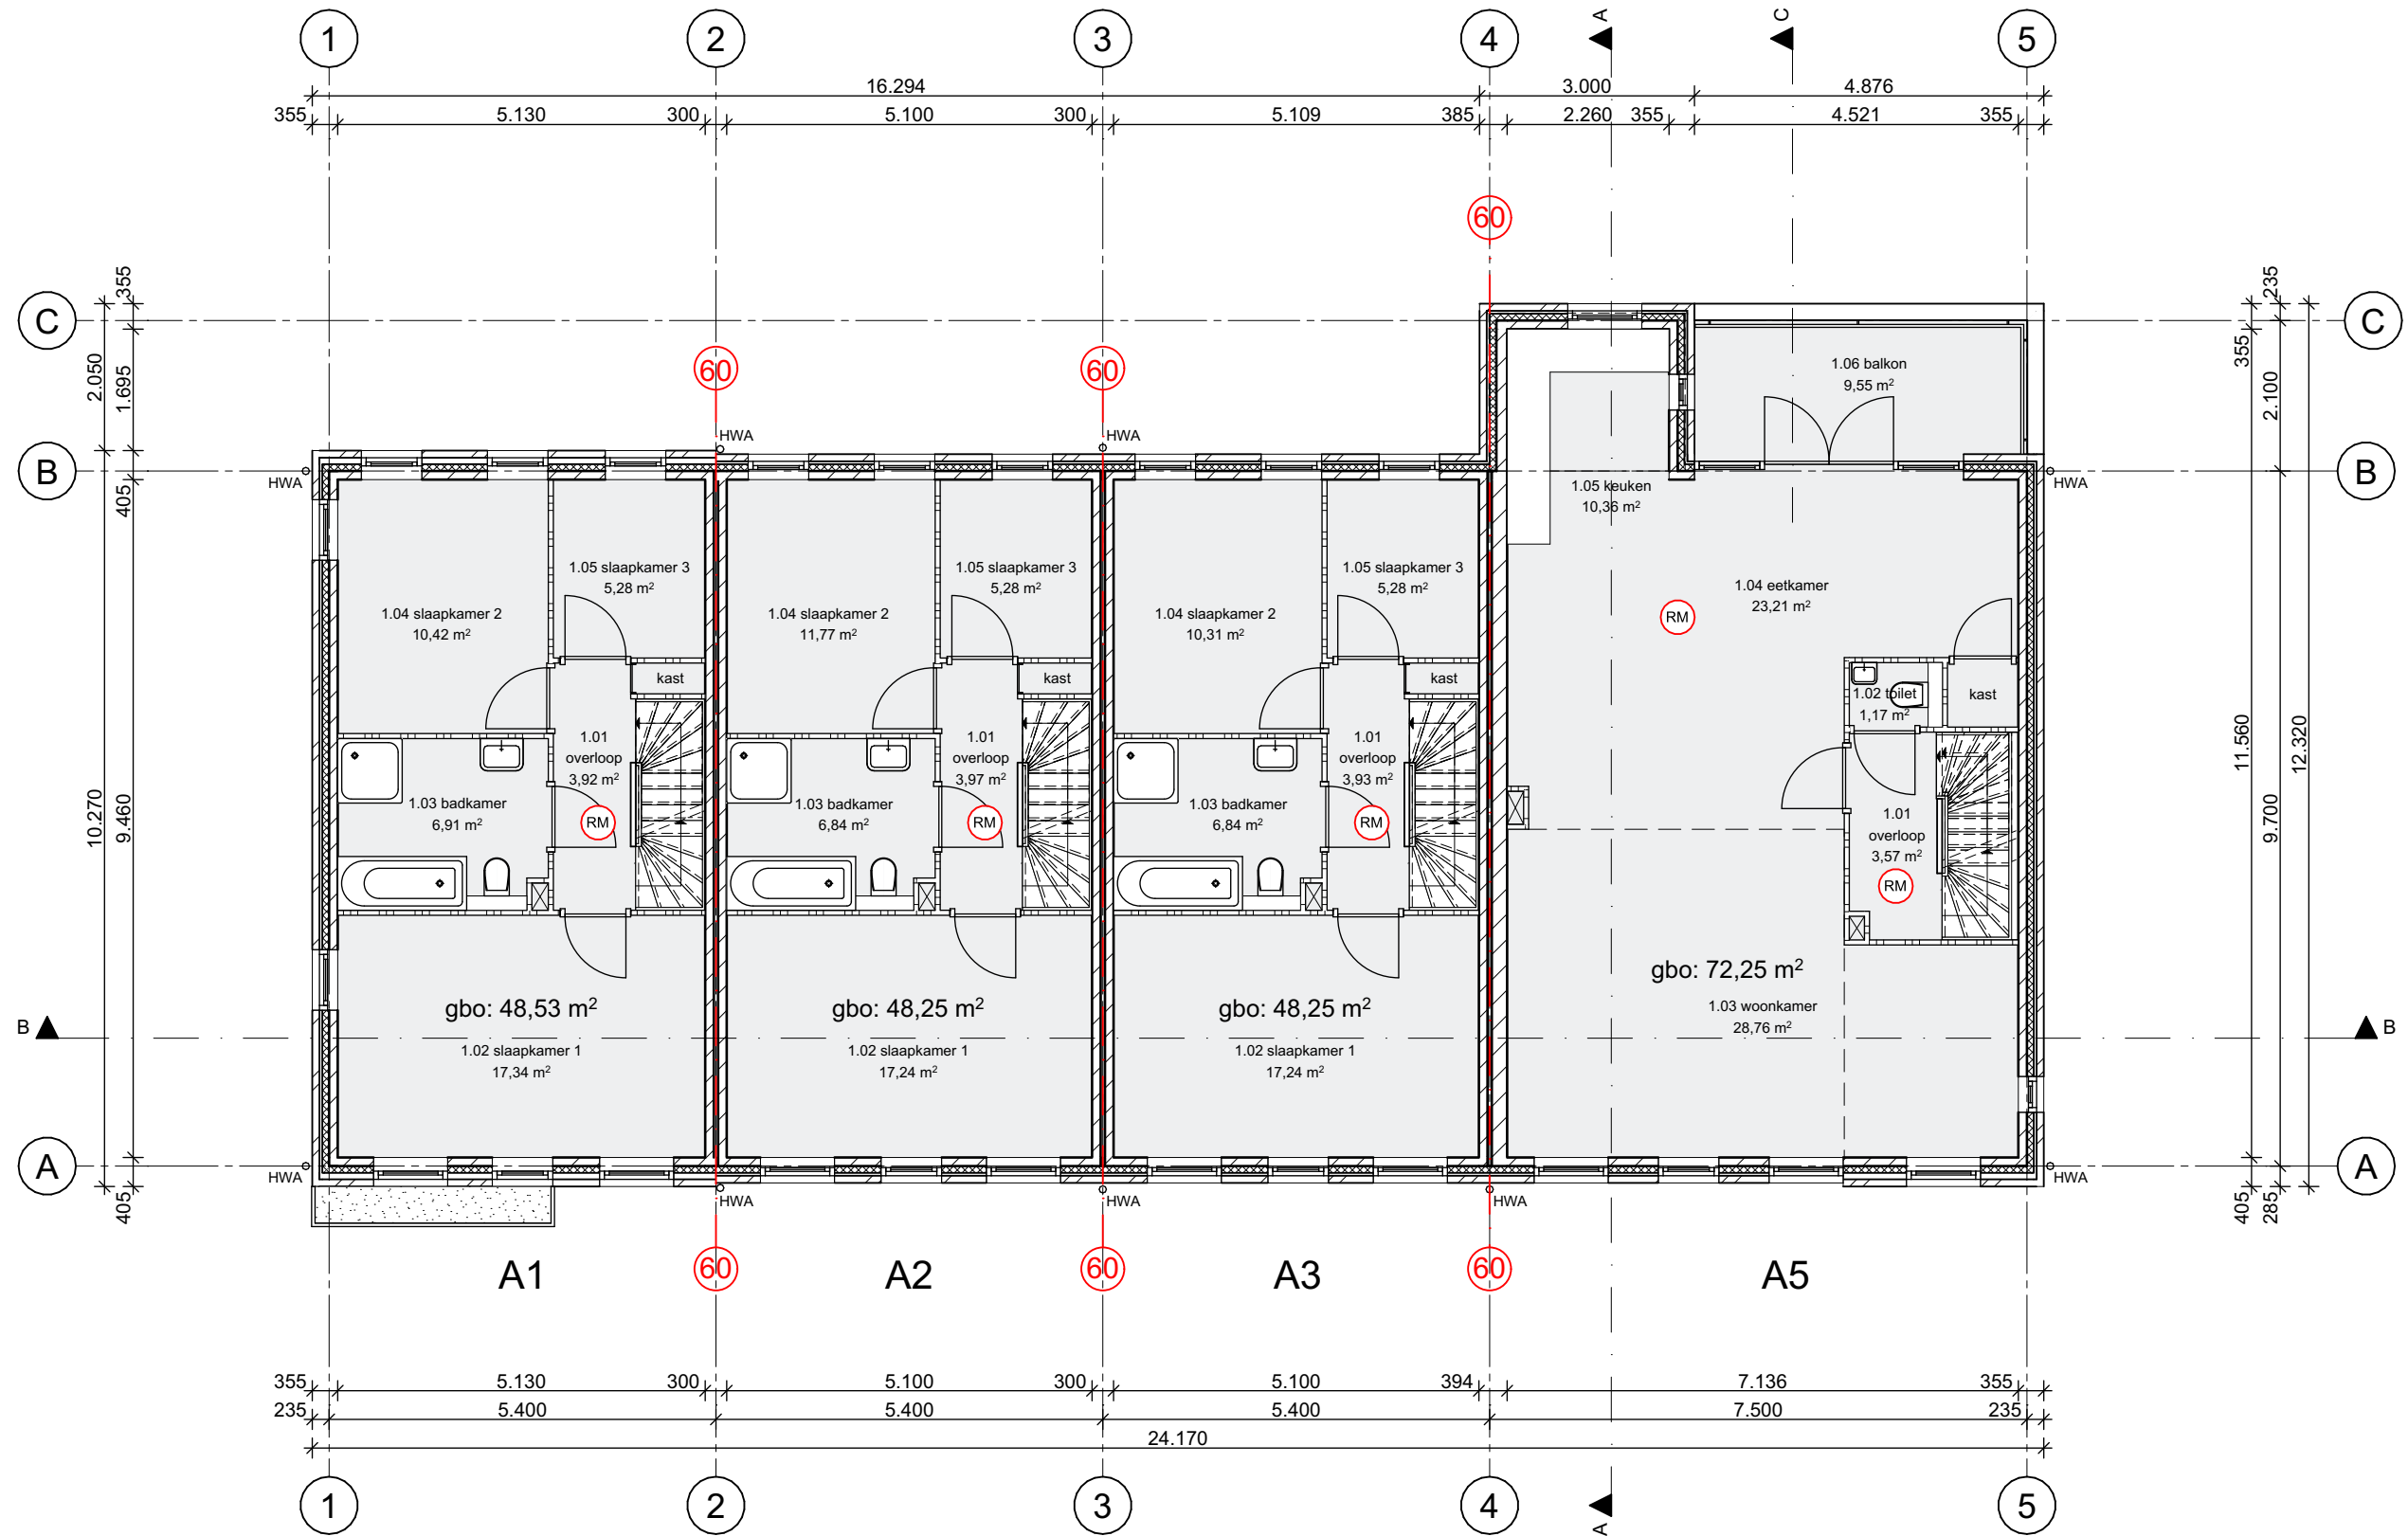 1
2
3
4
A
C
5
16.294
3.000
4.876
355
5.130
300
5.100
300
5.109
385
2.260
355
4.521
355
60
C
355
2.050
1.695
60
60
1.06 balkon
9,55 m²
235
355
2.100
C
HWA
HWA
B
HWA
405
1.05 keuken
10,36 m²
HWA
B
1.05 slaapkamer 3
5,28 m²
1.05 slaapkamer 3
5,28 m²
1.05 slaapkamer 3
5,28 m²
1.04 eetkamer
23,21 m²
RM
1.04 slaapkamer 2
10,42 m²
1.04 slaapkamer 2
11,77 m²
1.04 slaapkamer 2
10,31 m²
kast
kast
kast
1.02 toilet
1,17 m²
kast
1.01
overloop
3,92 m²
1.01
overloop
3,97 m²
1.01
overloop
3,93 m²
10.270
9.460
11.560
9.700
12.320
1.03 badkamer
6,91 m²
RM
1.03 badkamer
6,84 m²
RM
1.03 badkamer
6,84 m²
RM
1.01
overloop
3,57 m²
RM
gbo: 48,53 m²
gbo: 48,25 m²
gbo: 48,25 m²
gbo: 72,25 m²
1.03 woonkamer
28,76 m²
B
B
1.02 slaapkamer 1
17,34 m²
1.02 slaapkamer 1
17,24 m²
1.02 slaapkamer 1
17,24 m²
A
HWA
405
HWA
HWA
HWA
HWA
405
285
A
A1
60
A2
60
A3
60
A5
355
5.130
300
5.100
300
5.100
394
7.136
355
235
5.400
5.400
5.400
7.500
235
24.170
1
2
3
4
A
5